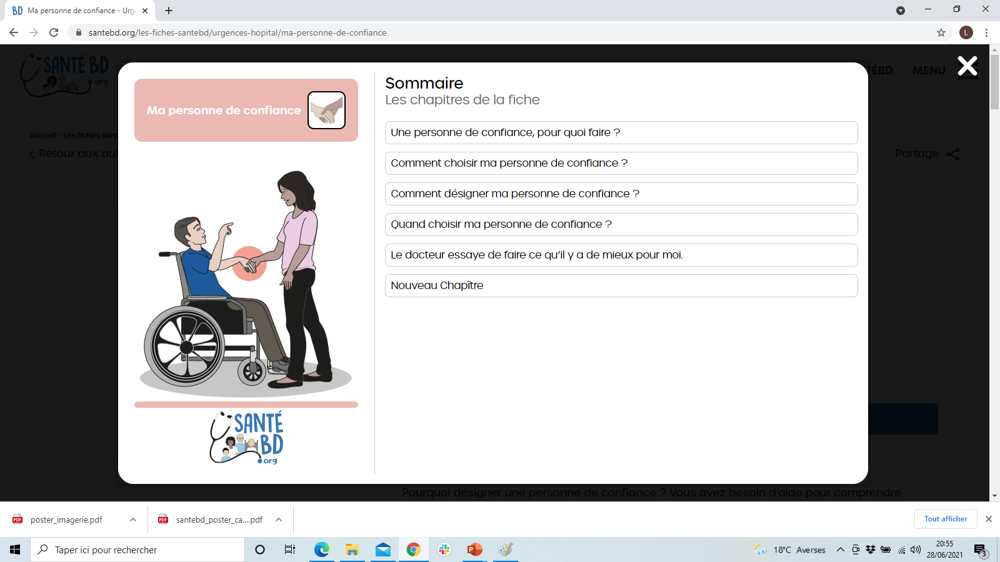 Ma personne de confiance - Urg
santebd.org/les-fiches-santebd/urgences-hopital/ma-personne-de-confiance
L
SANTÉ BD
.org
TÉBD
MENU
Accueil / Les fiches Sant
Retour aux aut
Partage
Ma personne de confiance
SANTÉ
BD
.org
Sommaire
Les chapitres de la fiche
Une personne de confiance, pour quoi faire ?
Comment choisir ma personne de confiance ?
Comment désigner ma personne de confiance ?
Quand choisir ma personne de confiance ?
Le docteur essaye de faire ce qu'il y a de mieux pour moi.
Nouveau Chapître
Pourquoi désigner une personne de confiance ? Vous avez besoin d'aide pour comprendre
PDF
poster_imagerie.pdf
PDF
santebd_poster_ca....pdf
Tout afficher
Taper ici pour rechercher
18°C Averses
20:55
28/06/2021
3